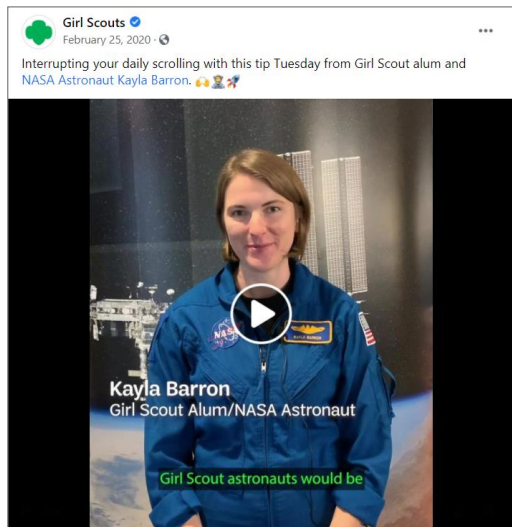 Girl Scouts
February 25, 2020 ·
Interrupting your daily scrolling with this tip Tuesday from Girl Scout alum and
NASA Astronaut Kayla Barron. 🙌👩‍🚀🚀
NASA
KAYLA BARRON
Kayla Barron
Girl Scout Alum/NASA Astronaut
Girl Scout astronauts would be